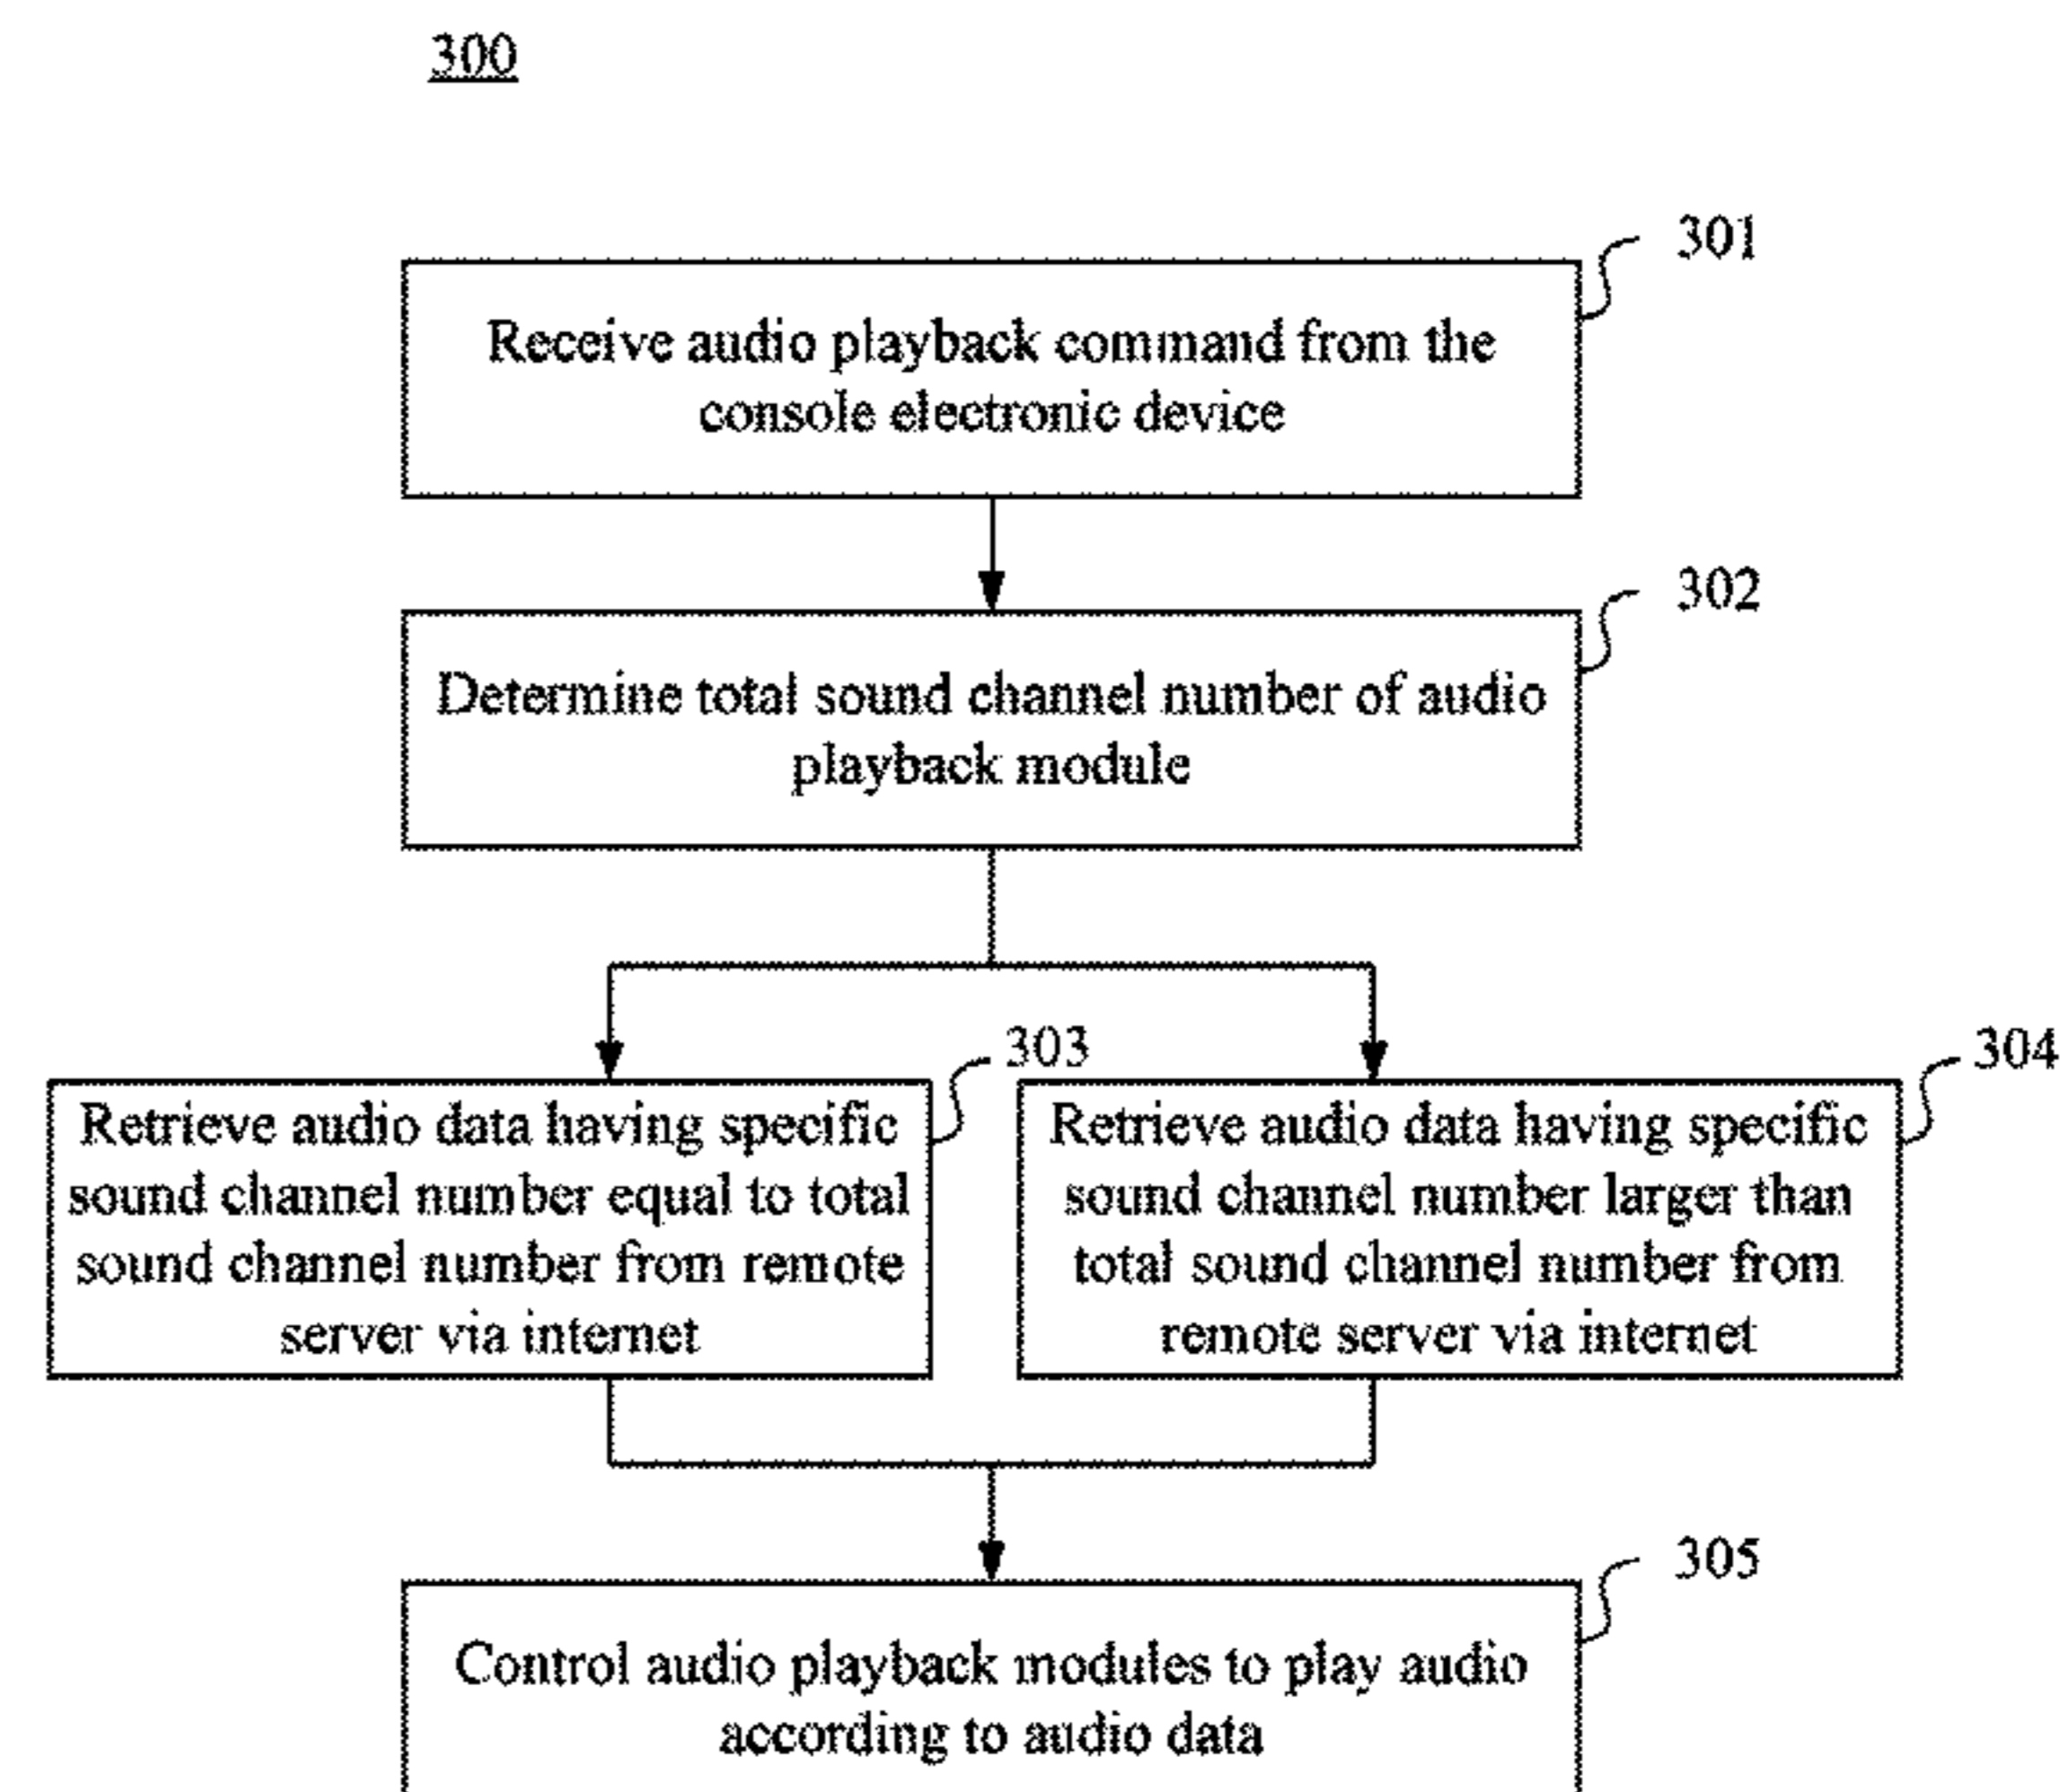 300
301
Receive audio playback command from the
console electronic device
302
Determine total sound channel number of audio
playback module
303
Retrieve audio data having specific
sound channel number equal to total
sound channel number from remote
server via internet
304
Retrieve audio data having specific
sound channel number larger than
total sound channel number from
remote server via internet
305
Control audio playback modules to play audio
according to audio data